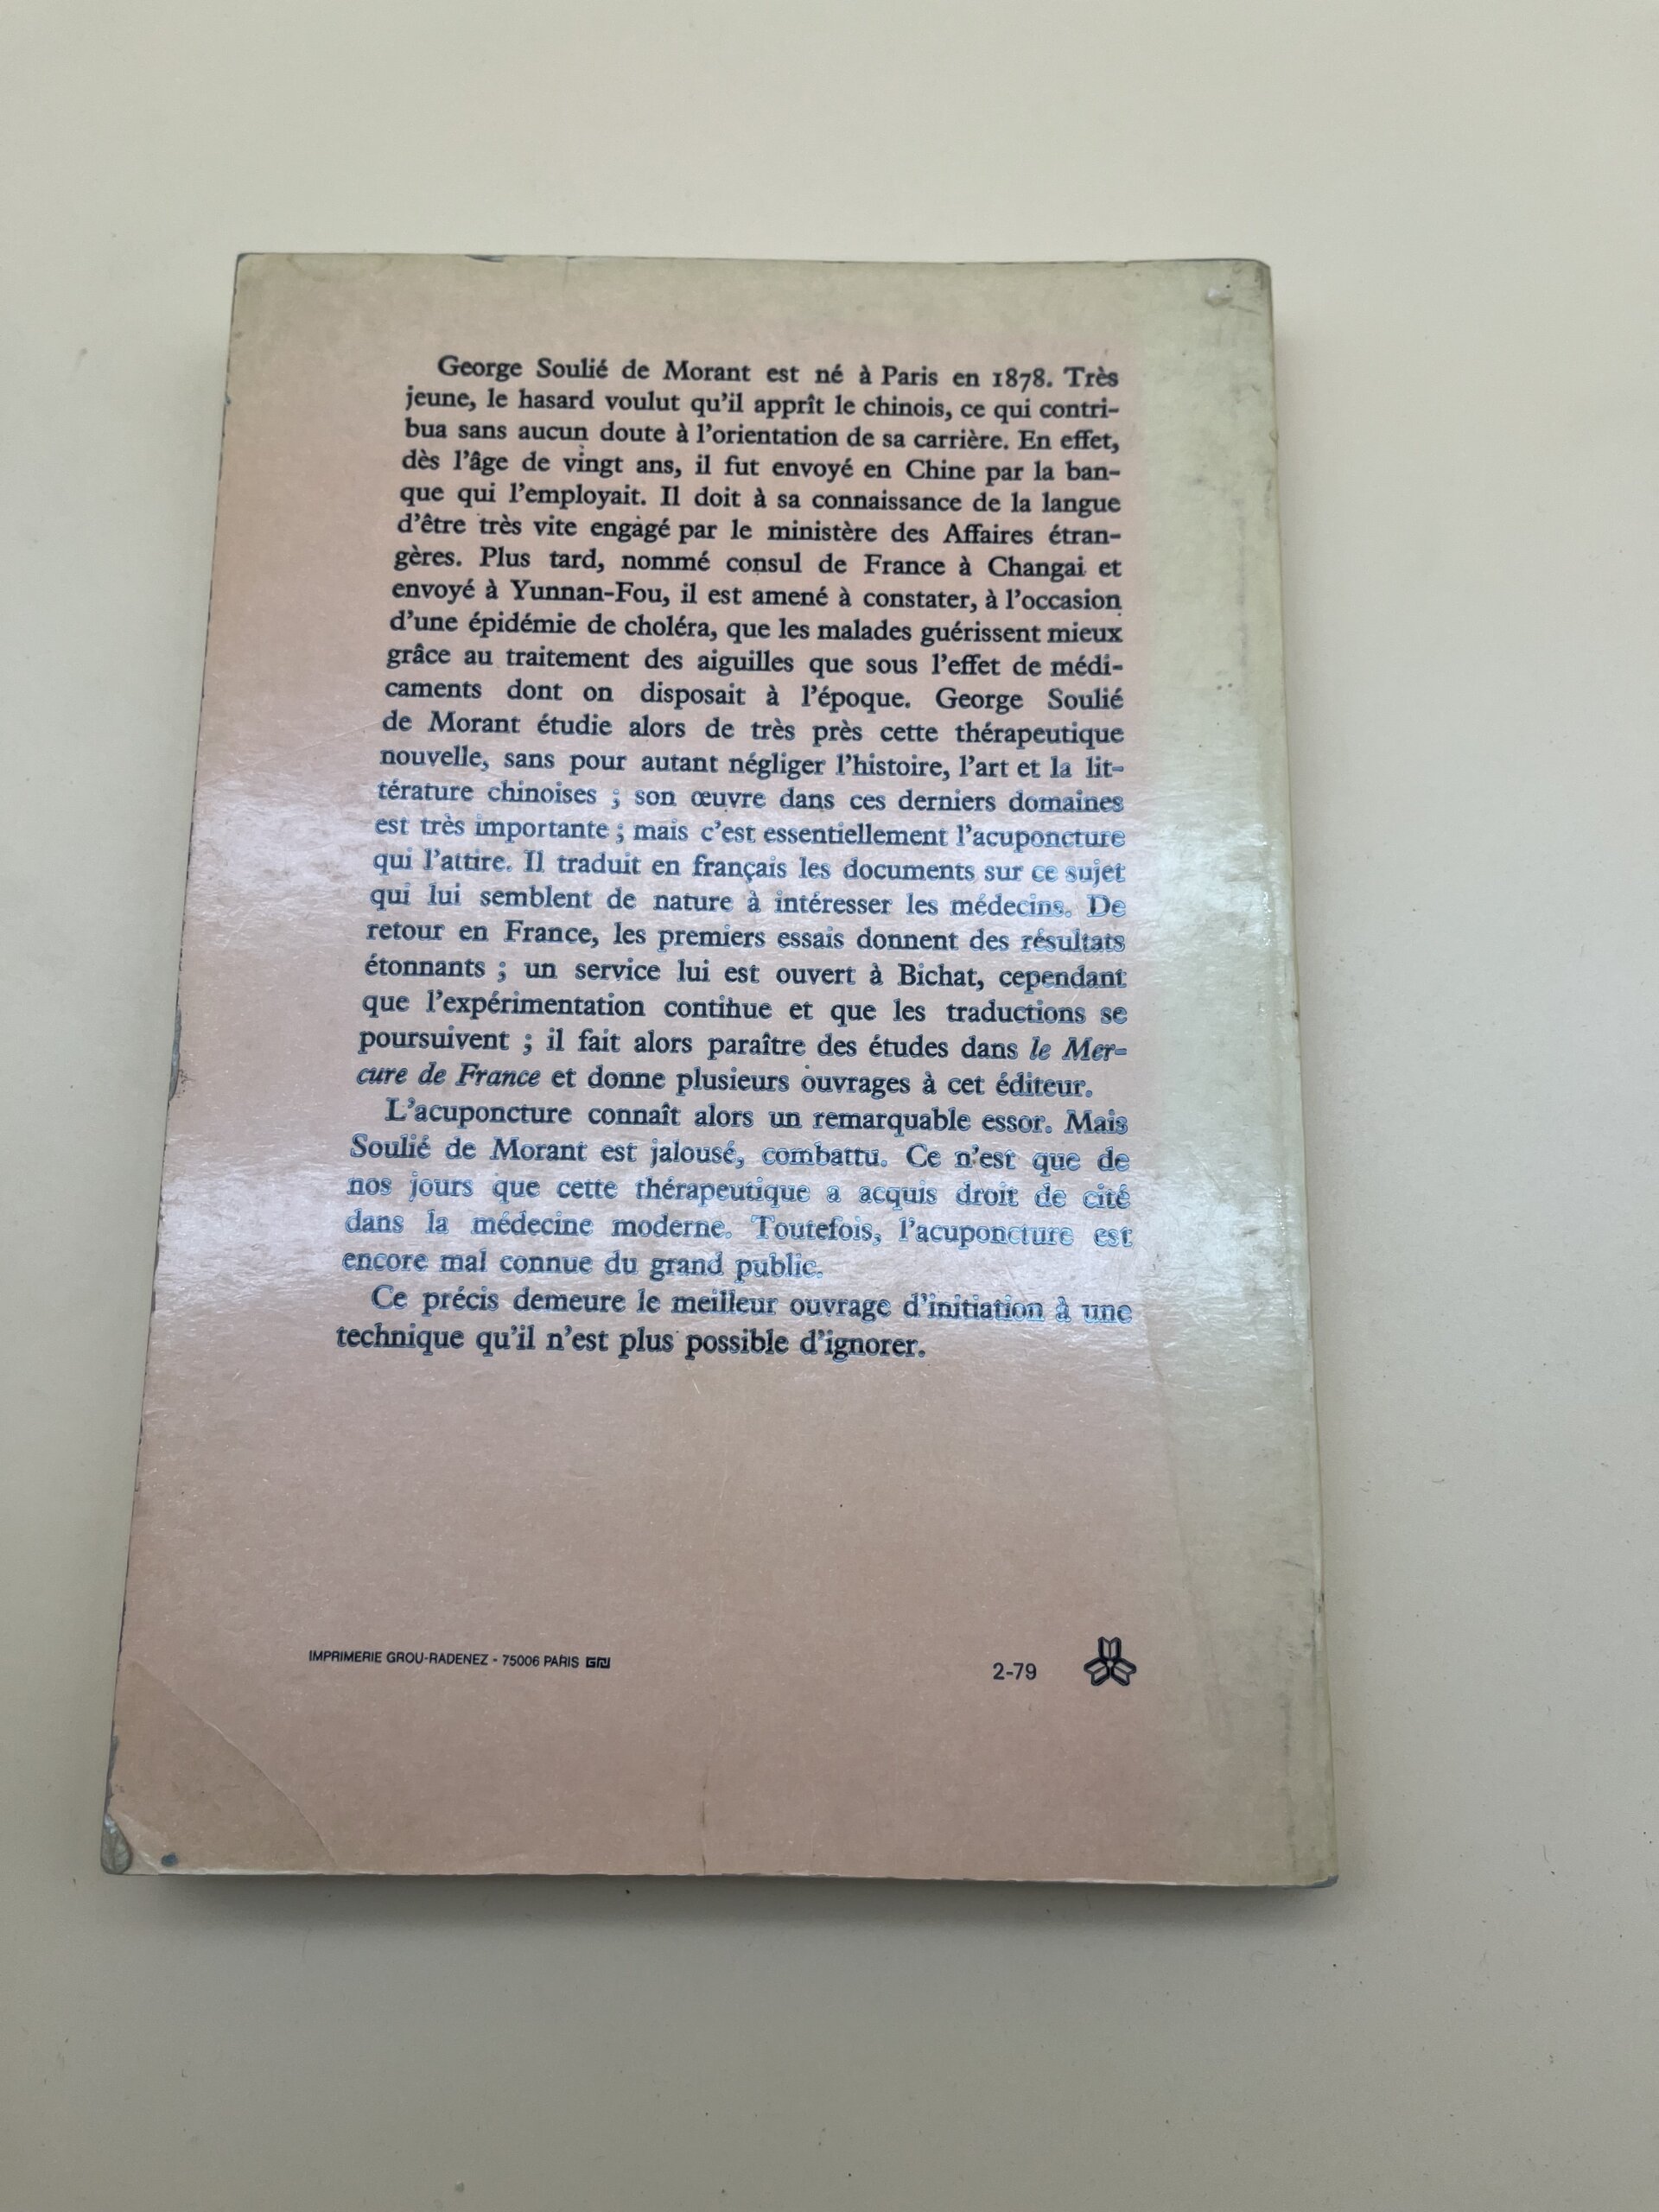 George Soulié de Morant est né à Paris en 1878. Très
jeune, le hasard voulut qu'il apprît le chinois, ce qui contri-
bua sans aucun doute à l'orientation de sa carrière. En effet,
dès l'âge de vingt ans, il fut envoyé en Chine par la ban-
que qui l'employait. Il doit à sa connaissance de la langue
d'être très vite engagé par le ministère des Affaires étran-
gères. Plus tard, nommé consul de France à Changai et
envoyé à Yunnan-Fou, il est amené à constater, à l'occasion
d'une épidémie de choléra, que les malades guérissent mieux
grâce au traitement des aiguilles que sous l'effet de médi-
caments dont on disposait à l'époque. George Soulié
de Morant étudie alors de très près cette thérapeutique
nouvelle, sans pour autant négliger l'histoire, l'art et la lit-
térature chinoises ; son œuvre dans ces derniers domaines
est très importante ; mais c'est essentiellement l'acuponcture
qui l'attire. Il traduit en français les documents sur ce sujet
qui lui semblent de nature à intéresser les médecins. De
retour en France, les premiers essais donnent des résultats
étonnants ; un service lui est ouvert à Bichat, cependant
que l'expérimentation continue et que les traductions se
poursuivent ; il fait alors paraître des études dans le Mer-
cure de France et donne plusieurs ouvrages à cet éditeur.
L'acuponcture connaît alors un remarquable essor. Mais
Soulié de Morant est jalousé, combattu. Ce n'est que de
nos jours que cette thérapeutique a acquis droit de cité
dans la médecine moderne. Toutefois, l'acuponcture est
encore mal connue du grand public.
Ce précis demeure le meilleur ouvrage d'initiation à une
technique qu'il n'est plus possible d'ignorer.
IMPRIMERIE GROU-RADENEZ - 75006 PARIS GRJ
2-79